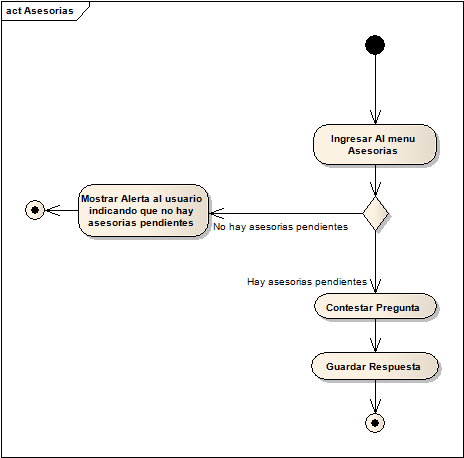 act Asesorias
Ingresar Al menu
Asesorias
Mostrar Alerta al usuario
indicando que no hay
asesorias pendientes
No hay asesorias pendientes
Hay asesorias pendientes
Contestar Pregunta
Guardar Respuesta